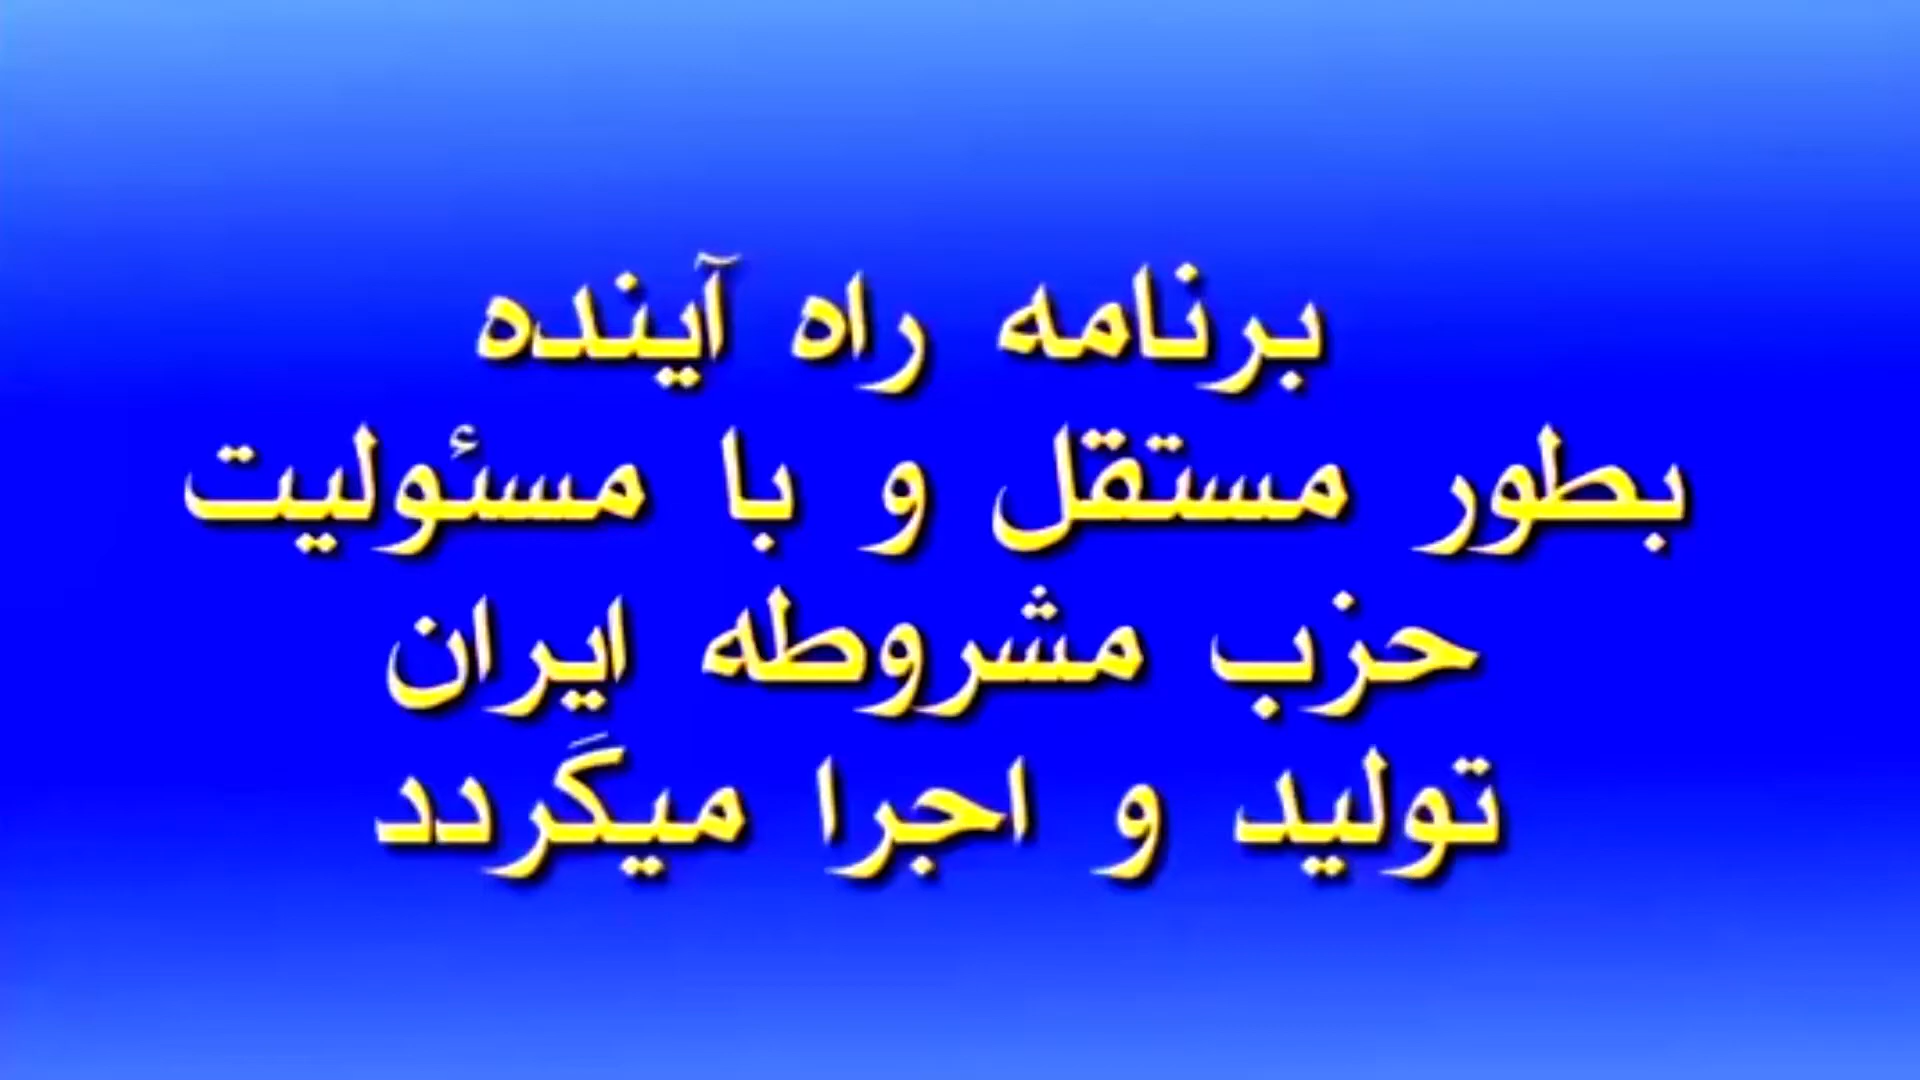 برنامه راه آینده
بطور مستقل و با مسئولیت
حزب مشروطه ایران
تولید و اجرا میگردد